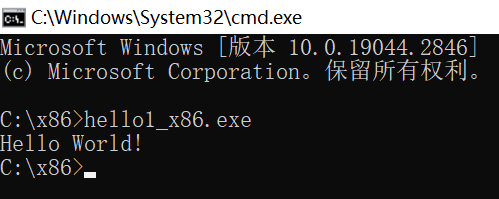 C:\Windows\System32\cmd.exe
Microsoft Windows [版本 10.0.19044.2846]
(c) Microsoft Corporation。保留所有权利。
C:\x86>hello1_x86.exe
Hello World!
C:\x86>